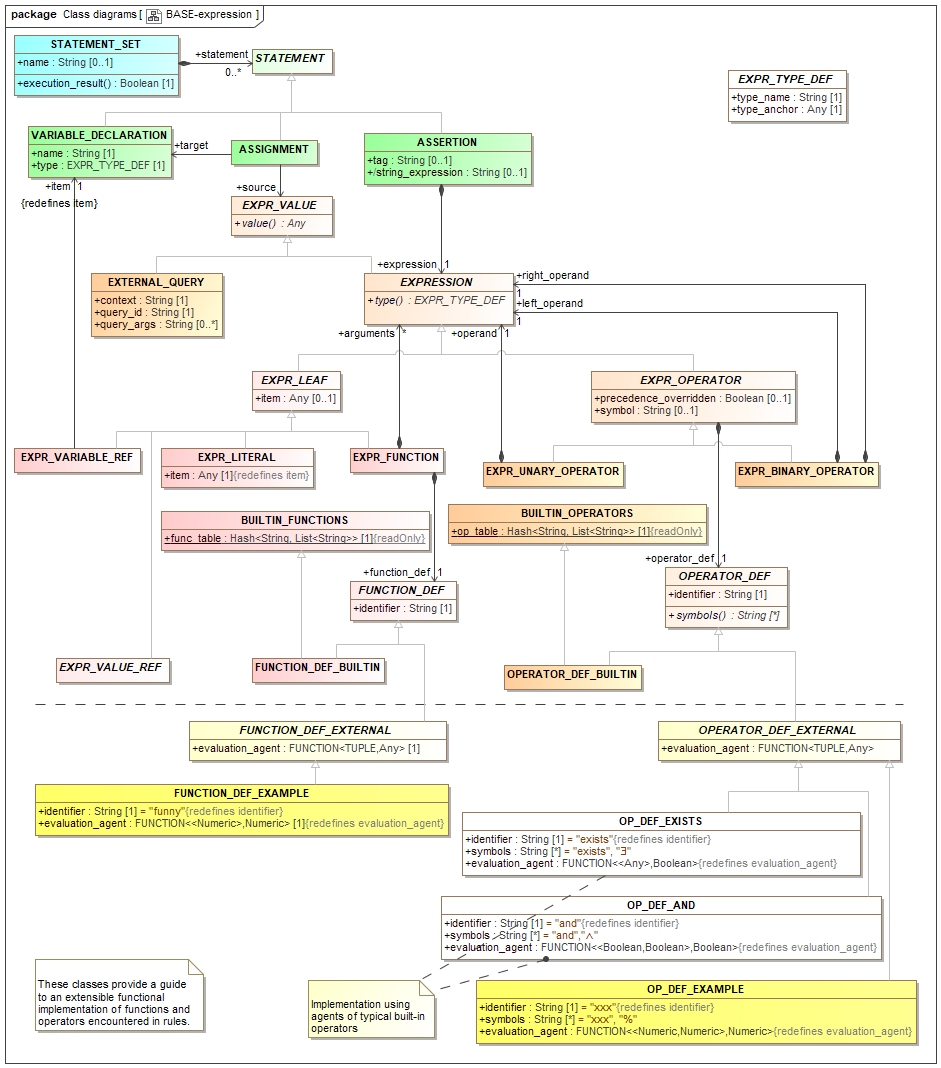 package Class diagrams [ BASE-expression ]
STATEMENT_SET
+name : String [0..1]
+execution_result() : Boolean [1]
+statement
0..*
STATEMENT
EXPR_TYPE_DEF
+type_name : String [1]
+type_anchor : Any [1]
VARIABLE_DECLARATION
+name : String [1]
+type : EXPR_TYPE_DEF [1]
+target
ASSIGNMENT
ASSERTION
+tag : String [0..1]
+/string_expression : String [0..1]
+item 1
{redefines item}
+source
EXPR_VALUE
+value() : Any
+expression 1
EXTERNAL_QUERY
+context : String [1]
+query_id : String [1]
+query_args : String [0..*]
EXPRESSION
+type() : EXPR_TYPE_DEF
+right_operand
1
+left_operand
1
+arguments *
+operand 1
EXPR_LEAF
+item : Any [0..1]
EXPR_OPERATOR
+precedence_overridden : Boolean [0..1]
+symbol : String [0..1]
EXPR_VARIABLE_REF
EXPR_LITERAL
+item : Any [1]{redefines item}
EXPR_FUNCTION
EXPR_UNARY_OPERATOR
EXPR_BINARY_OPERATOR
BUILTIN_FUNCTIONS
+func_table : Hash<String, List<String>> [1]{readOnly}
BUILTIN_OPERATORS
+op_table : Hash<String, List<String>> [1]{readOnly}
+function_def 1
FUNCTION_DEF
+identifier : String [1]
+operator_def 1
OPERATOR_DEF
+identifier : String [1]
+symbols() : String [*]
EXPR_VALUE_REF
FUNCTION_DEF_BUILTIN
OPERATOR_DEF_BUILTIN
FUNCTION_DEF_EXTERNAL
+evaluation_agent : FUNCTION<TUPLE,Any> [1]
OPERATOR_DEF_EXTERNAL
+evaluation_agent : FUNCTION<TUPLE,Any>
FUNCTION_DEF_EXAMPLE
+identifier : String [1] = "funny"{redefines identifier}
+evaluation_agent : FUNCTION<<Numeric>,Numeric> [1]{redefines evaluation_agent}
OP_DEF_EXISTS
+identifier : String [1] = "exists"{redefines identifier}
+symbols : String [*] = "exists", "∃"
+evaluation_agent : FUNCTION<<Any>,Boolean>{redefines evaluation_agent}
OP_DEF_AND
+identifier : String [1] = "and"{redefines identifier}
+symbols : String [*] = "and","∧"
+evaluation_agent : FUNCTION<<Boolean,Boolean>,Boolean>{redefines evaluation_agent}
These classes provide a guide
to an extensible functional
implementation of functions and
operators encountered in rules.
Implementation using
agents of typical built-in
operators
OP_DEF_EXAMPLE
+identifier : String [1] = "xxx"{redefines identifier}
+symbols : String [*] = "xxx", "%"
+evaluation_agent : FUNCTION<<Numeric,Numeric>,Numeric>{redefines evaluation_agent}